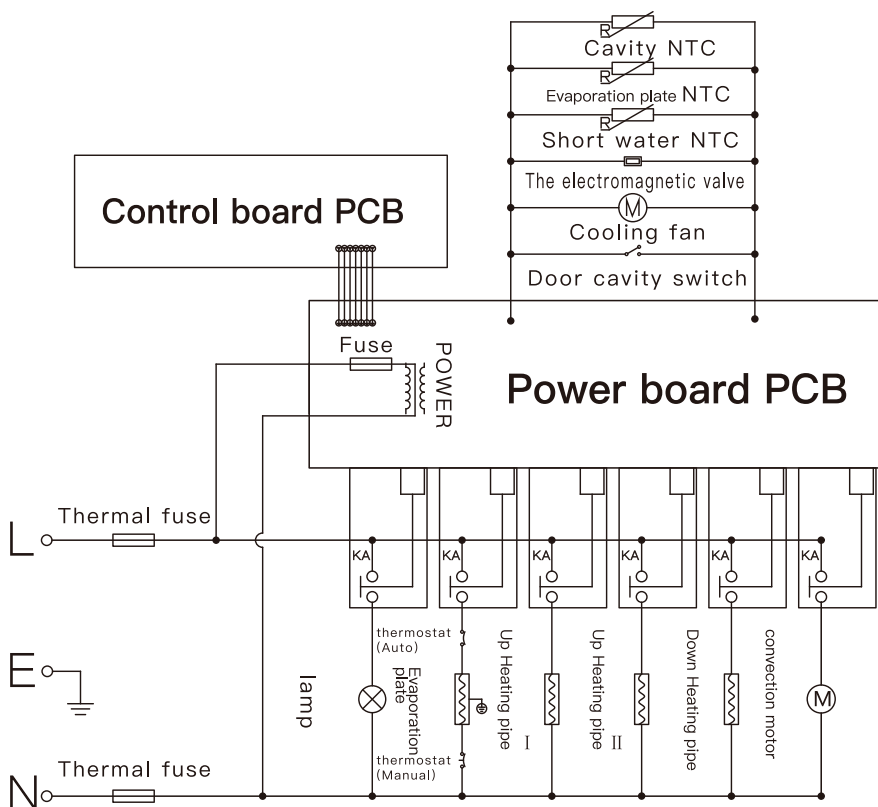 R
Cavity NTC
R
Evaporation plate NTC
R
Short water NTC
The electromagnetic valve
M
Cooling fan
Door cavity switch
Control board PCB
Fuse
POWER
Power board PCB
L
Thermal fuse
KA
KA
KA
KA
KA
KA
E
thermostat
(Auto)
lamp
Evaporation
plate
Up Heating pipe I
Up Heating pipe II
Down Heating pipe
convection motor
M
thermostat
(Manual)
N
Thermal fuse